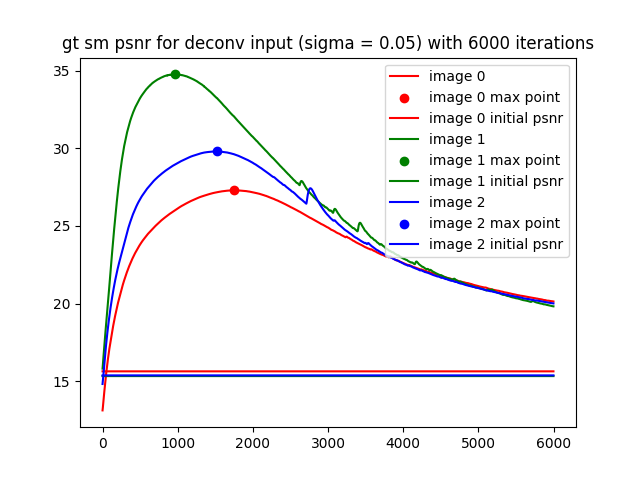 gt sm psnr for deconv input (sigma = 0.05) with 6000 iterations
35
30
25
20
15
0 1000 2000 3000 4000 5000 6000
image 0
image 0 max point
image 0 initial psnr
image 1
image 1 max point
image 1 initial psnr
image 2
image 2 max point
image 2 initial psnr